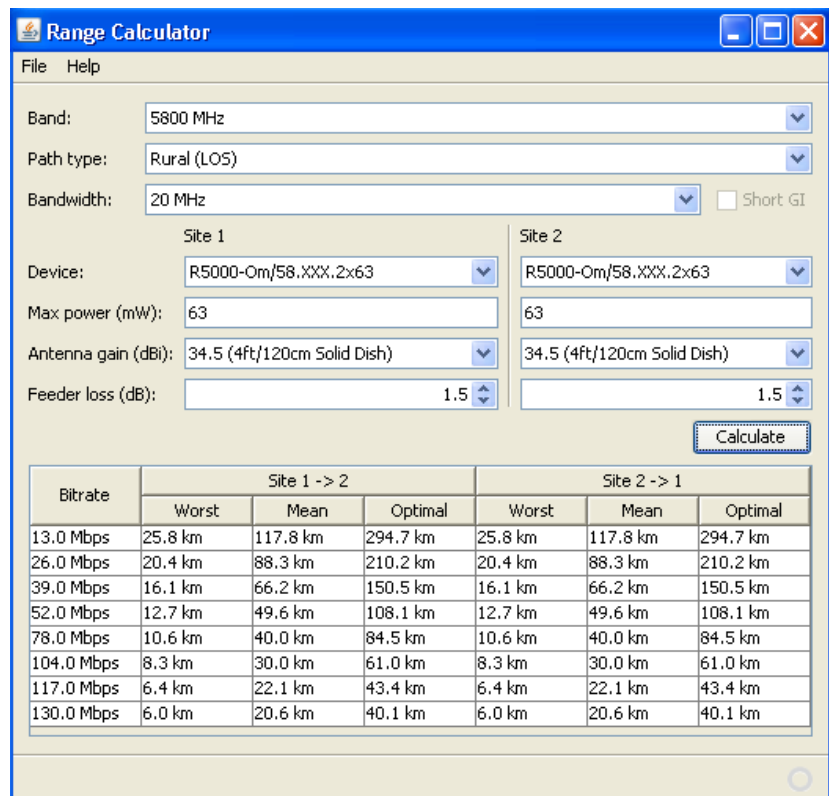 Range Calculator
File Help
Band: 5800 MHz
Path type: Rural (LOS)
Bandwidth: 20 MHz Short GI
Site 1 Site 2
Device: R5000-Om/58.XXX.2x63 R5000-Om/58.XXX.2x63
Max power (mW): 63 63
Antenna gain (dBi): 34.5 (4ft/120cm Solid Dish) 34.5 (4ft/120cm Solid Dish)
Feeder loss (dB): 1.5 1.5
Calculate
Bitrate Site 1 -> 2 Site 2 -> 1
Worst Mean Optimal Worst Mean Optimal
13.0 Mbps 25.8 km 117.8 km 294.7 km 25.8 km 117.8 km 294.7 km
26.0 Mbps 20.4 km 88.3 km 210.2 km 20.4 km 88.3 km 210.2 km
39.0 Mbps 16.1 km 66.2 km 150.5 km 16.1 km 66.2 km 150.5 km
52.0 Mbps 12.7 km 49.6 km 108.1 km 12.7 km 49.6 km 108.1 km
78.0 Mbps 10.6 km 40.0 km 84.5 km 10.6 km 40.0 km 84.5 km
104.0 Mbps 8.3 km 30.0 km 61.0 km 8.3 km 30.0 km 61.0 km
117.0 Mbps 6.4 km 22.1 km 43.4 km 6.4 km 22.1 km 43.4 km
130.0 Mbps 6.0 km 20.6 km 40.1 km 6.0 km 20.6 km 40.1 km